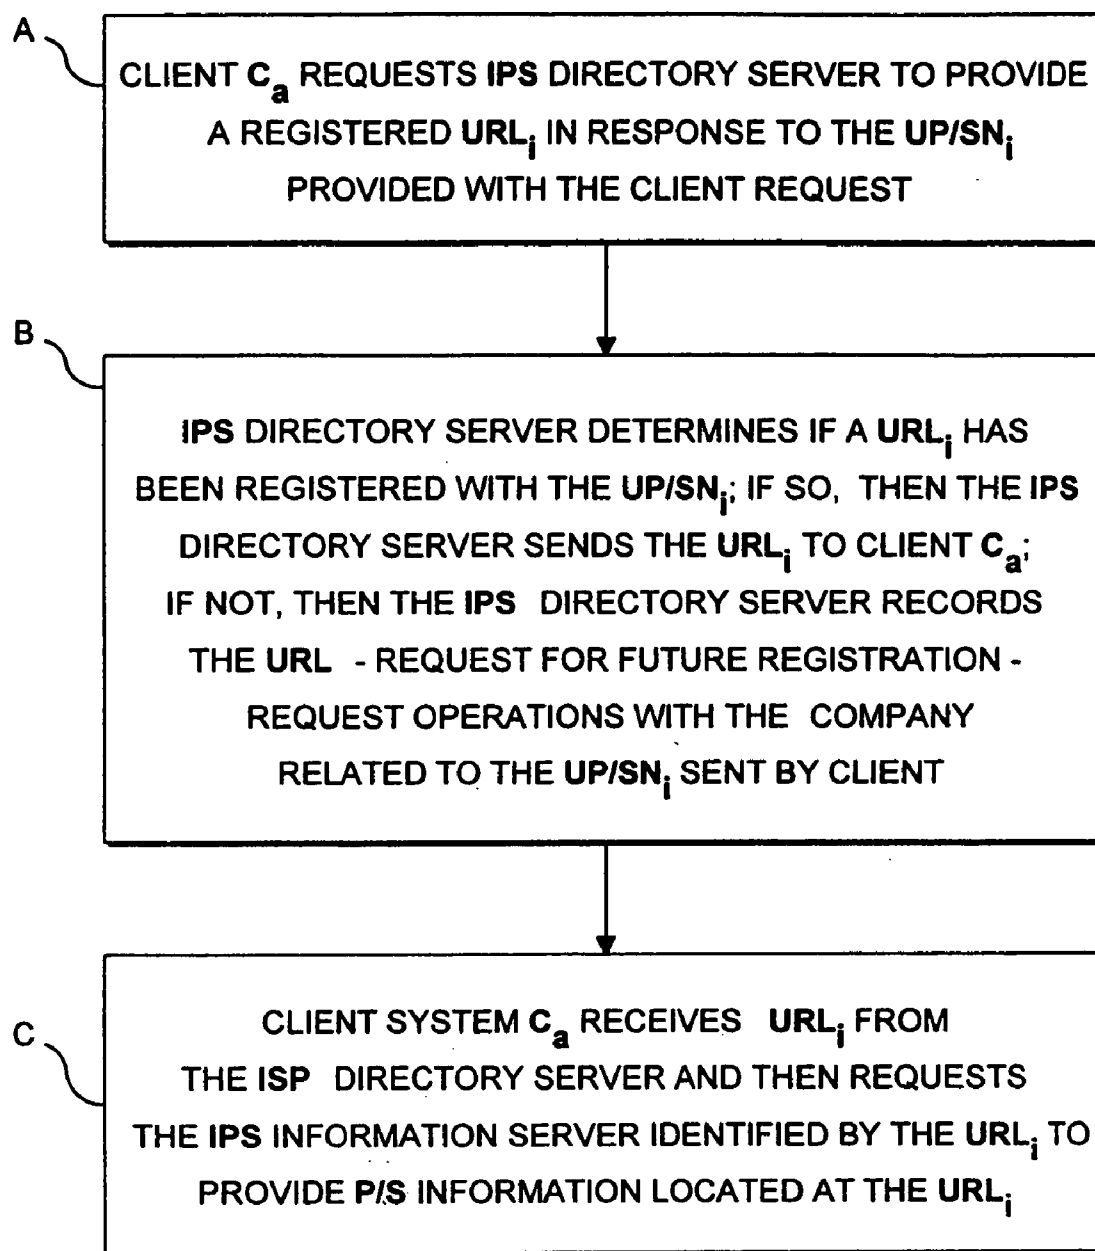 A
CLIENT Ca REQUESTS IPS DIRECTORY SERVER TO PROVIDE
A REGISTERED URLi IN RESPONSE TO THE UP/SNi
PROVIDED WITH THE CLIENT REQUEST
B
IPS DIRECTORY SERVER DETERMINES IF A URLi HAS
BEEN REGISTERED WITH THE UP/SNi; IF SO, THEN THE IPS
DIRECTORY SERVER SENDS THE URLi TO CLIENT Ca;
IF NOT, THEN THE IPS DIRECTORY SERVER RECORDS
THE URL - REQUEST FOR FUTURE REGISTRATION -
REQUEST OPERATIONS WITH THE COMPANY
RELATED TO THE UP/SNi SENT BY CLIENT
C
CLIENT SYSTEM Ca RECEIVES URLi FROM
THE ISP DIRECTORY SERVER AND THEN REQUESTS
THE IPS INFORMATION SERVER IDENTIFIED BY THE URLi TO
PROVIDE P/S INFORMATION LOCATED AT THE URLi